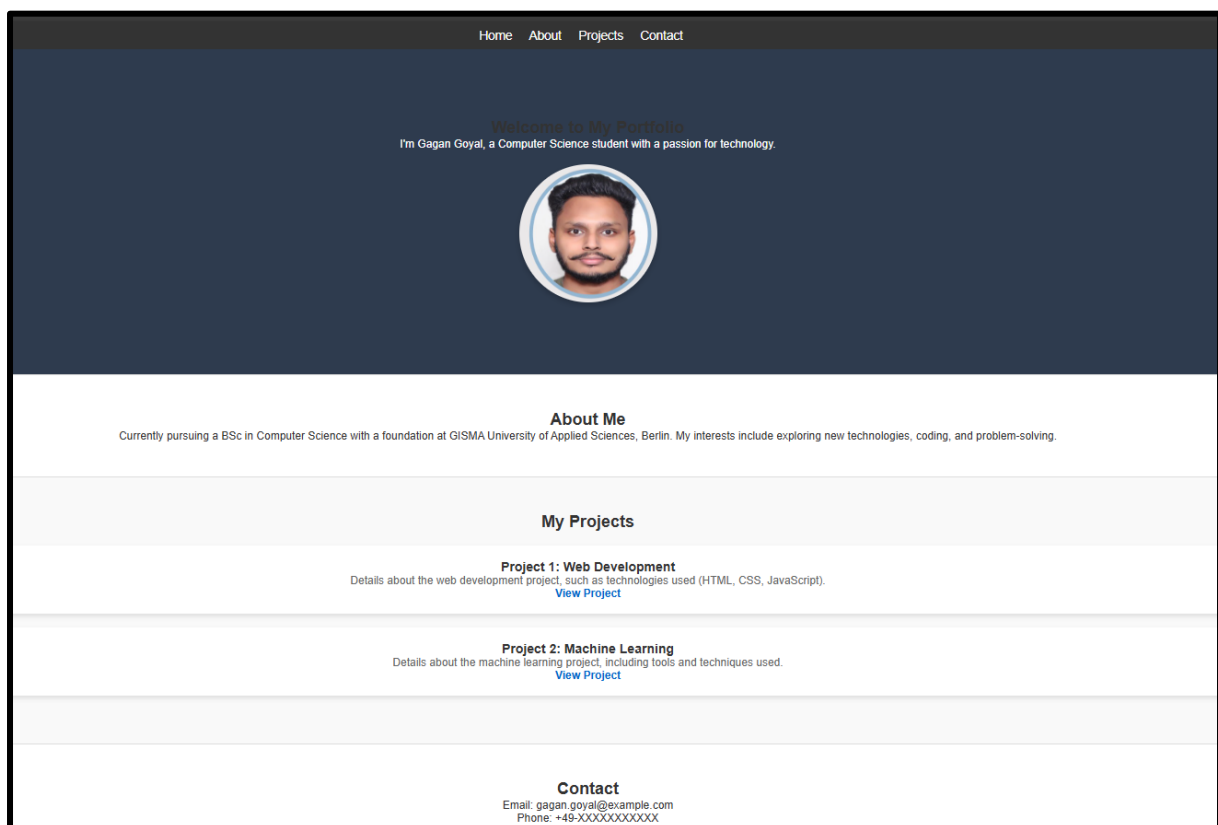 Home About Projects Contact
Welcome to My Portfolio
I'm Gagan Goyal, a Computer Science student with a passion for technology.
About Me
Currently pursuing a BSc in Computer Science with a foundation at GISMA University of Applied Sciences, Berlin. My interests include exploring new technologies, coding, and problem-solving.
My Projects
Project 1: Web Development
Details about the web development project, such as technologies used (HTML, CSS, JavaScript).
View Project
Project 2: Machine Learning
Details about the machine learning project, including tools and techniques used.
View Project
Contact
Email: gagan.goyal@example.com
Phone: +49-XXXXXXXXXXX